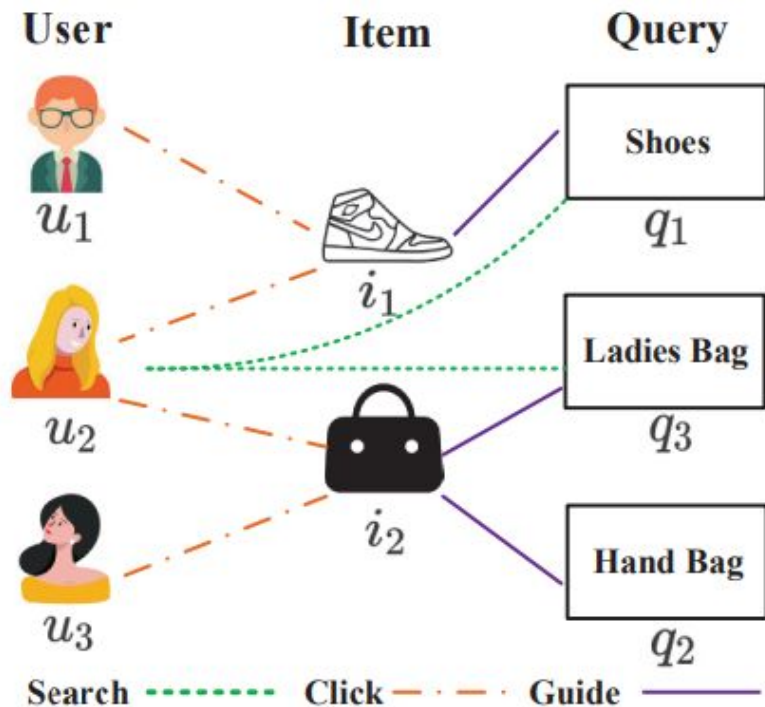 User Item Query
Shoes
u₁ q₁
i₁
Ladies Bag
u₂ q₃
i₂
Hand Bag
u₃ q₂
Search Click Guide